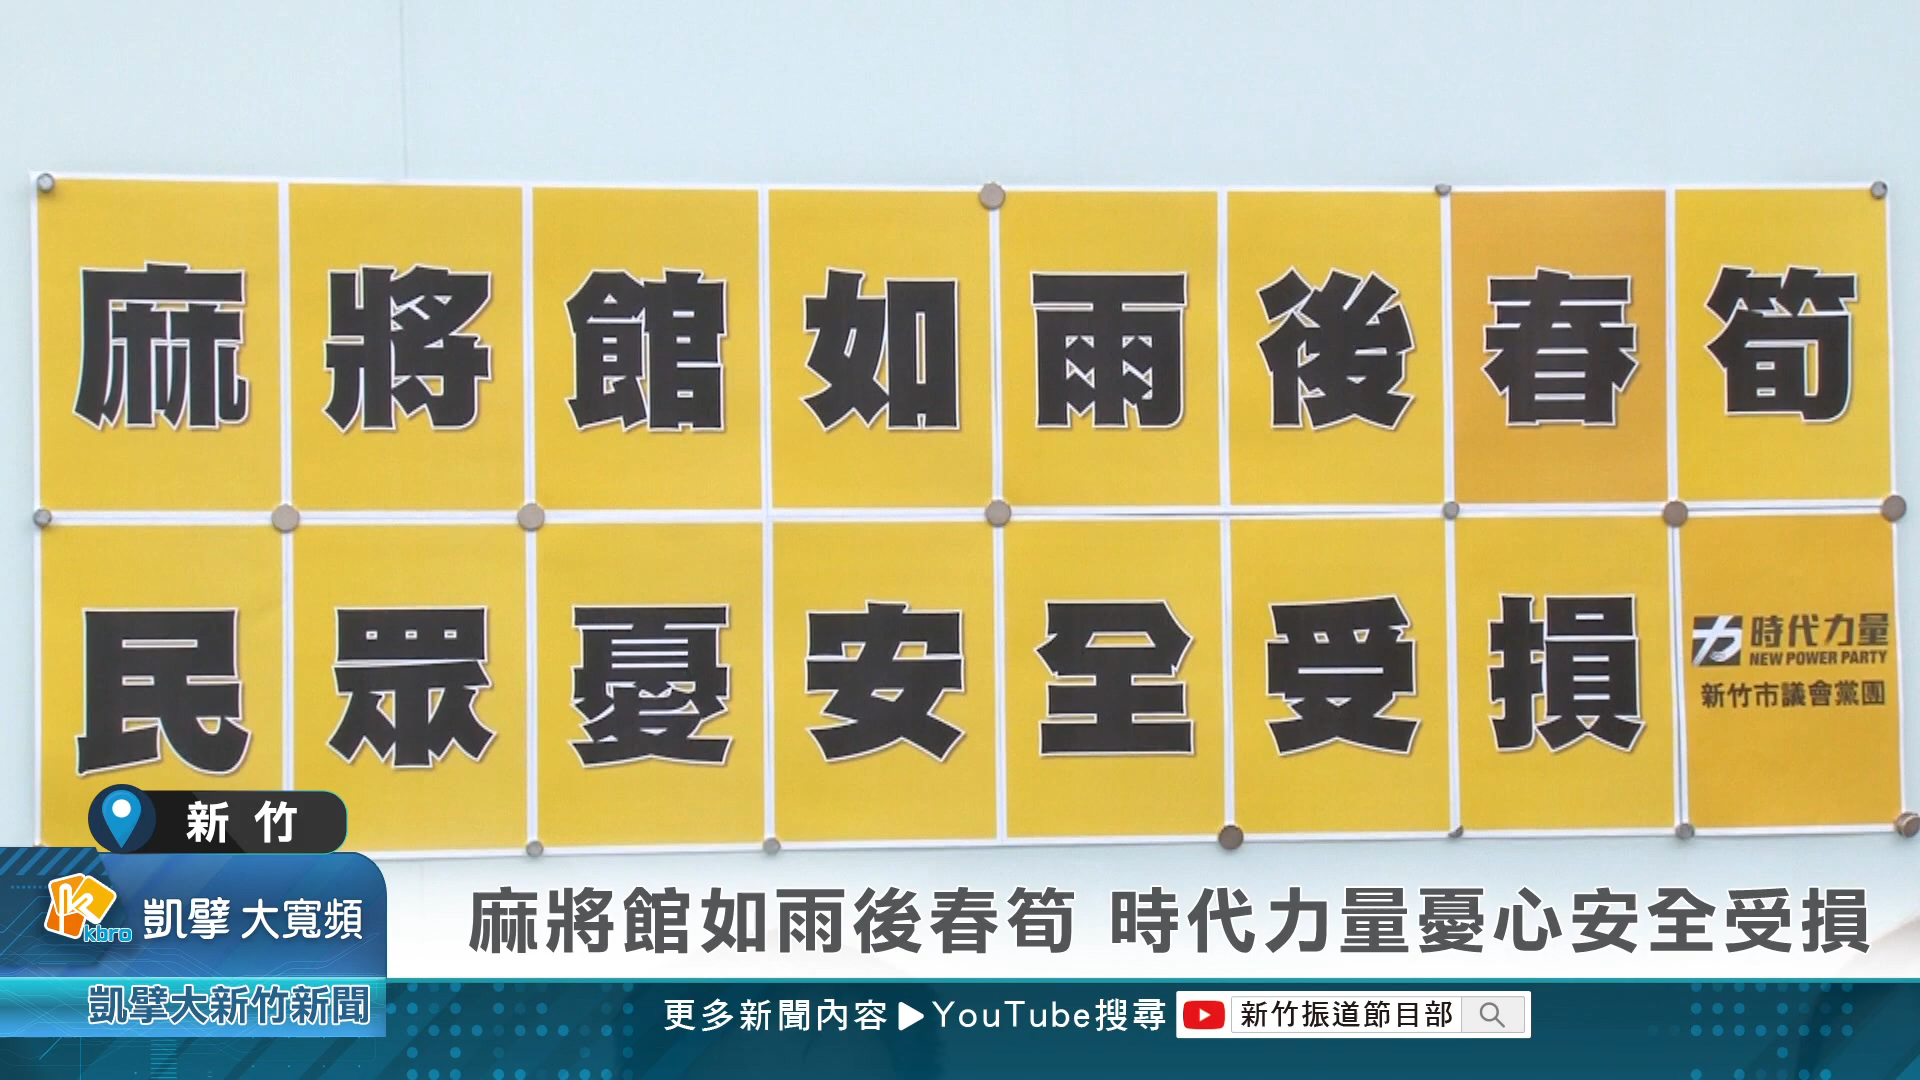 麻將館如雨後春筍
民眾憂安全受損
時代力量
NEW POWER PARTY
新竹市議會黨團
新竹
kbro
凱擘大寬頻
麻將館如雨後春筍 時代力量憂心安全受損
凱擘大新竹新聞
更多新聞內容▶YouTube搜尋 新竹振道節目部